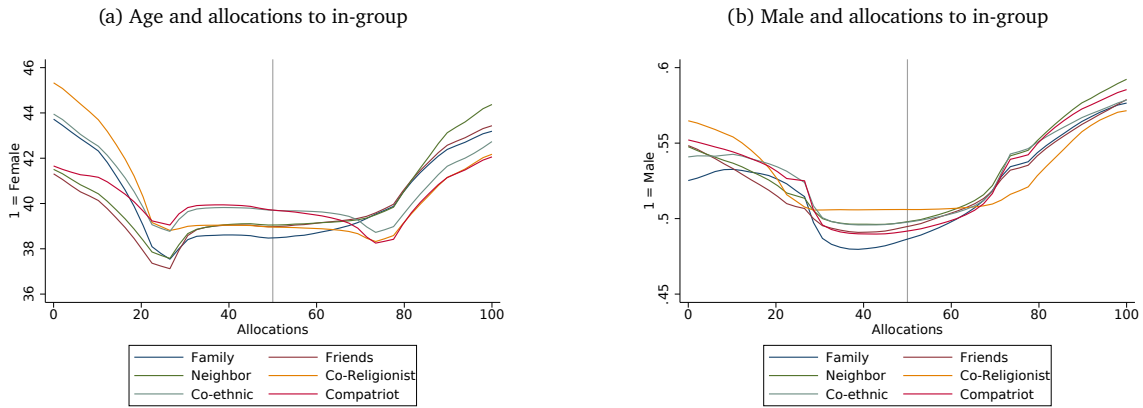 (a) Age and allocations to in-group
1 = Female
46
44
42
40
38
36
0 20 40 60 80 100
Allocations
Family Friends
Neighbor Co-Religionist
Co-ethnic Compatriot
(b) Male and allocations to in-group
1 = Male
.6
.55
.5
.45
0 20 40 60 80 100
Allocations
Family Friends
Neighbor Co-Religionist
Co-ethnic Compatriot